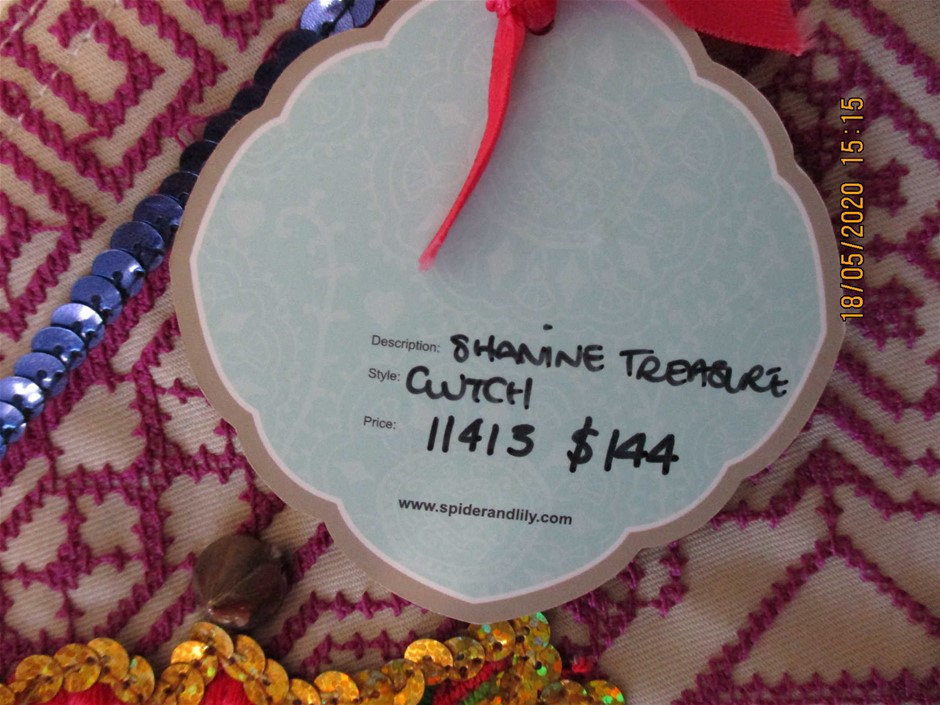 Description: SHANINE TREASURE
Style: CLUTCH
Price: 11413 $144
www.spiderandlily.com
18/05/2020 15:15